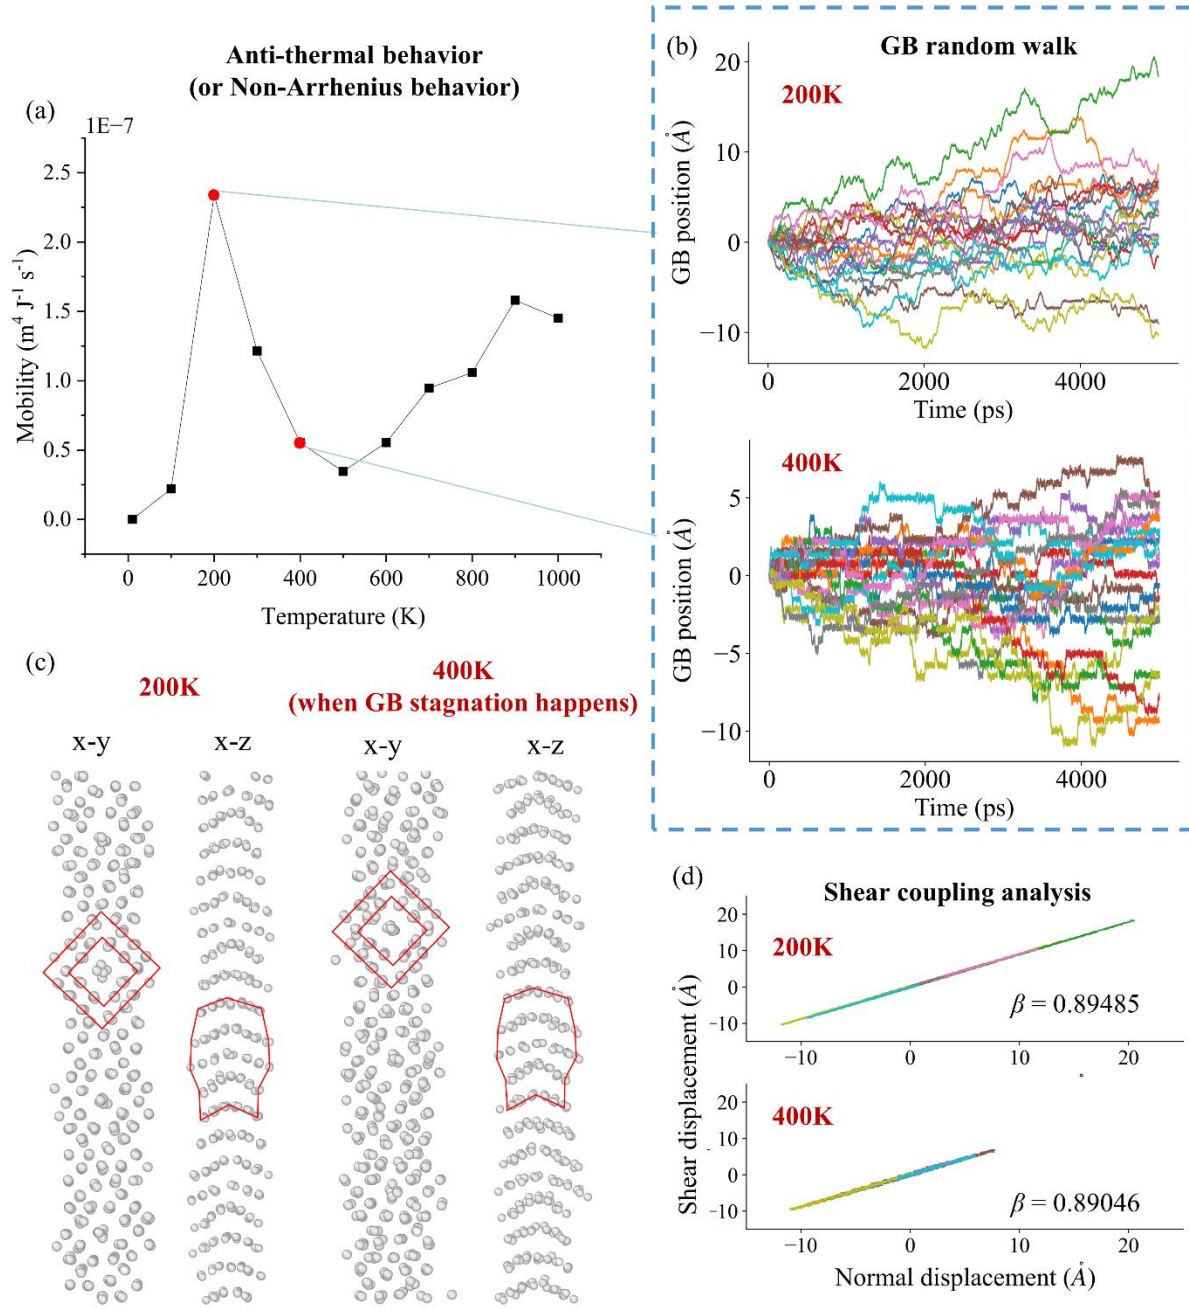 Anti-thermal behavior
(or Non-Arrhenius behavior)
(a)
1E−7
2.5
2.0
1.5
1.0
0.5
0.0
Mobility (m⁴ J⁻¹ s⁻¹)
0 200 400 600 800 1000
Temperature (K)
(b)
GB random walk
200K
20
10
0
−10
GB position (Å)
0 2000 4000
Time (ps)
400K
5
0
−5
−10
GB position (Å)
0 2000 4000
Time (ps)
(c)
200K
400K
(when GB stagnation happens)
x-y x-z x-y x-z
(d)
Shear coupling analysis
200K
20
10
0
-10
β = 0.89485
−10 0 10 20
400K
20
10
0
-10
β = 0.89046
−10 0 10 20
Shear displacement (Å)
Normal displacement (Å)